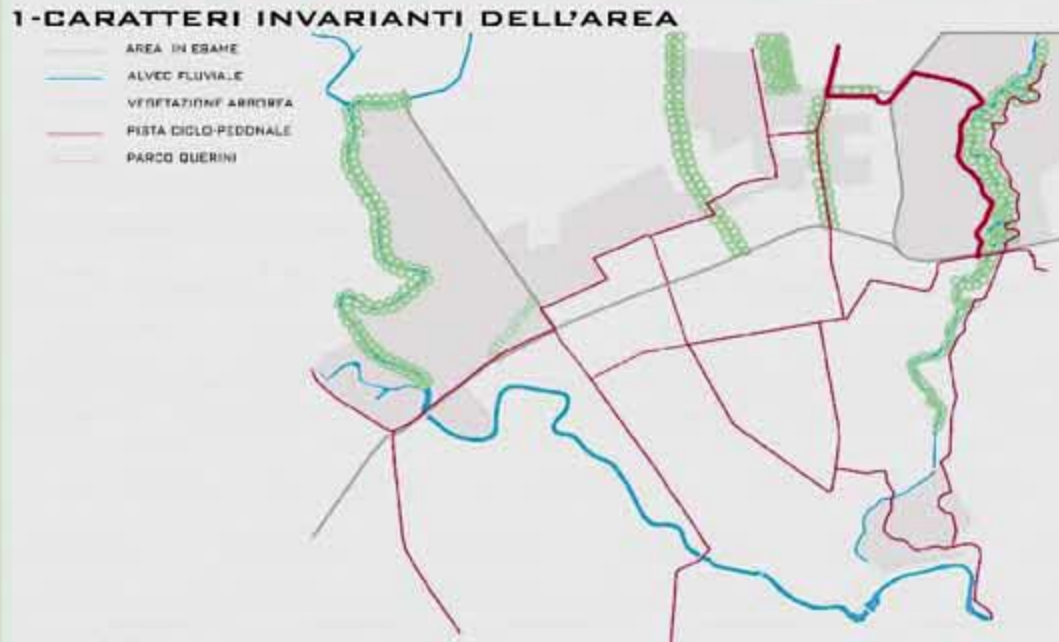 1-CARATTERI INVARIANTI DELL'AREA
AREA IN ESAME
ALVEO FLUVIALE
VEGETAZIONE ARBOREA
PISTA CICLO-PEDONALE
PARCO QUERINI